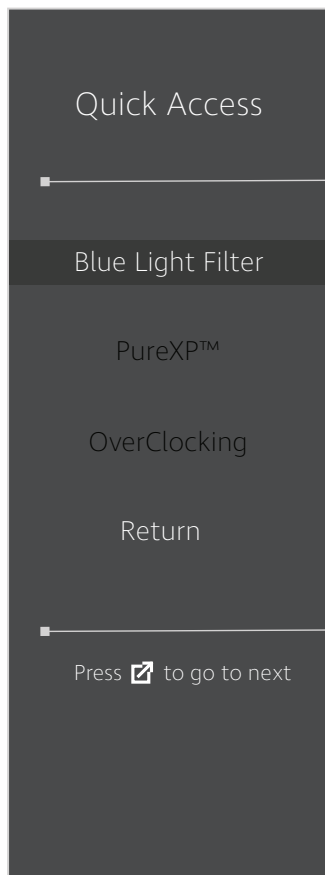 Quick Access
Blue Light Filter
PureXP™
OverClocking
Return
Press to go to next